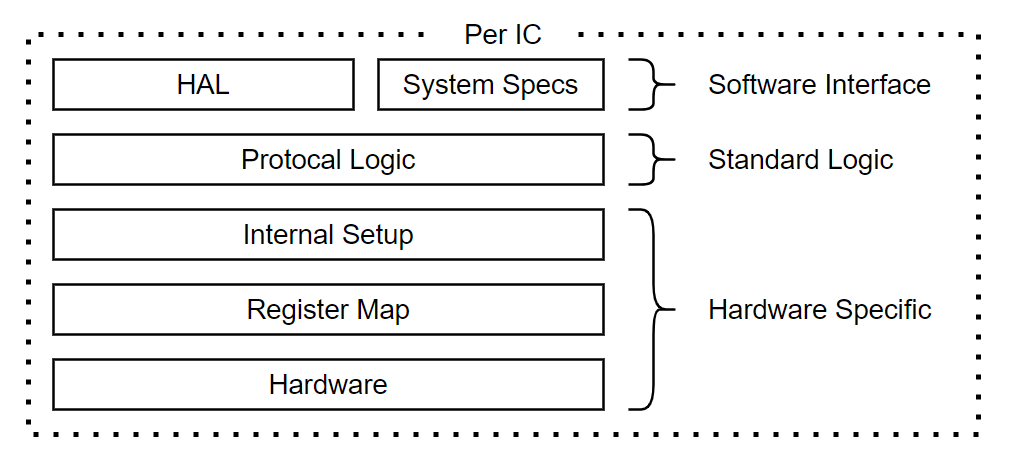 Per IC
HAL
System Specs
Software Interface
Protocal Logic
Standard Logic
Internal Setup
Register Map
Hardware Specific
Hardware